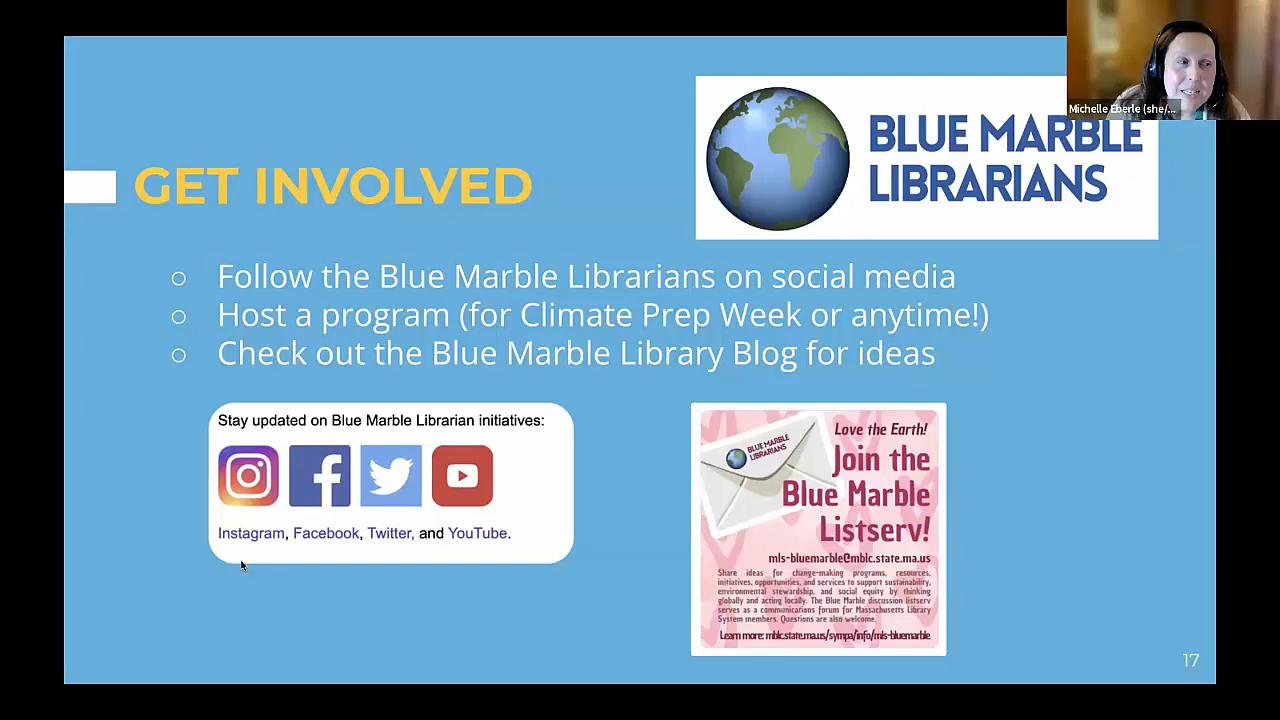 Michelle Eberle (she/...
BLUE MARBLE
LIBRARIANS
GET INVOLVED
Follow the Blue Marble Librarians on social media
Host a program (for Climate Prep Week or anytime!)
Check out the Blue Marble Library Blog for ideas
Stay updated on Blue Marble Librarian initiatives:
Instagram, Facebook, Twitter, and YouTube.
BLUE MARBLE
LIBRARIANS
Love the Earth!
Join the
Blue Marble
Listserv!
mls-bluemarble@mblc.state.ma.us
Share ideas for change-making programs, resources,
initiatives, opportunities, and services to support sustainability,
environmental stewardship, and social equity by thinking
globally and acting locally. The Blue Marble discussion listserv
serves as a communications forum for Massachusetts Library
System members. Questions are also welcome.
Learn more: mblc.state.ma.us/sympa/info/mls-bluemarble
17